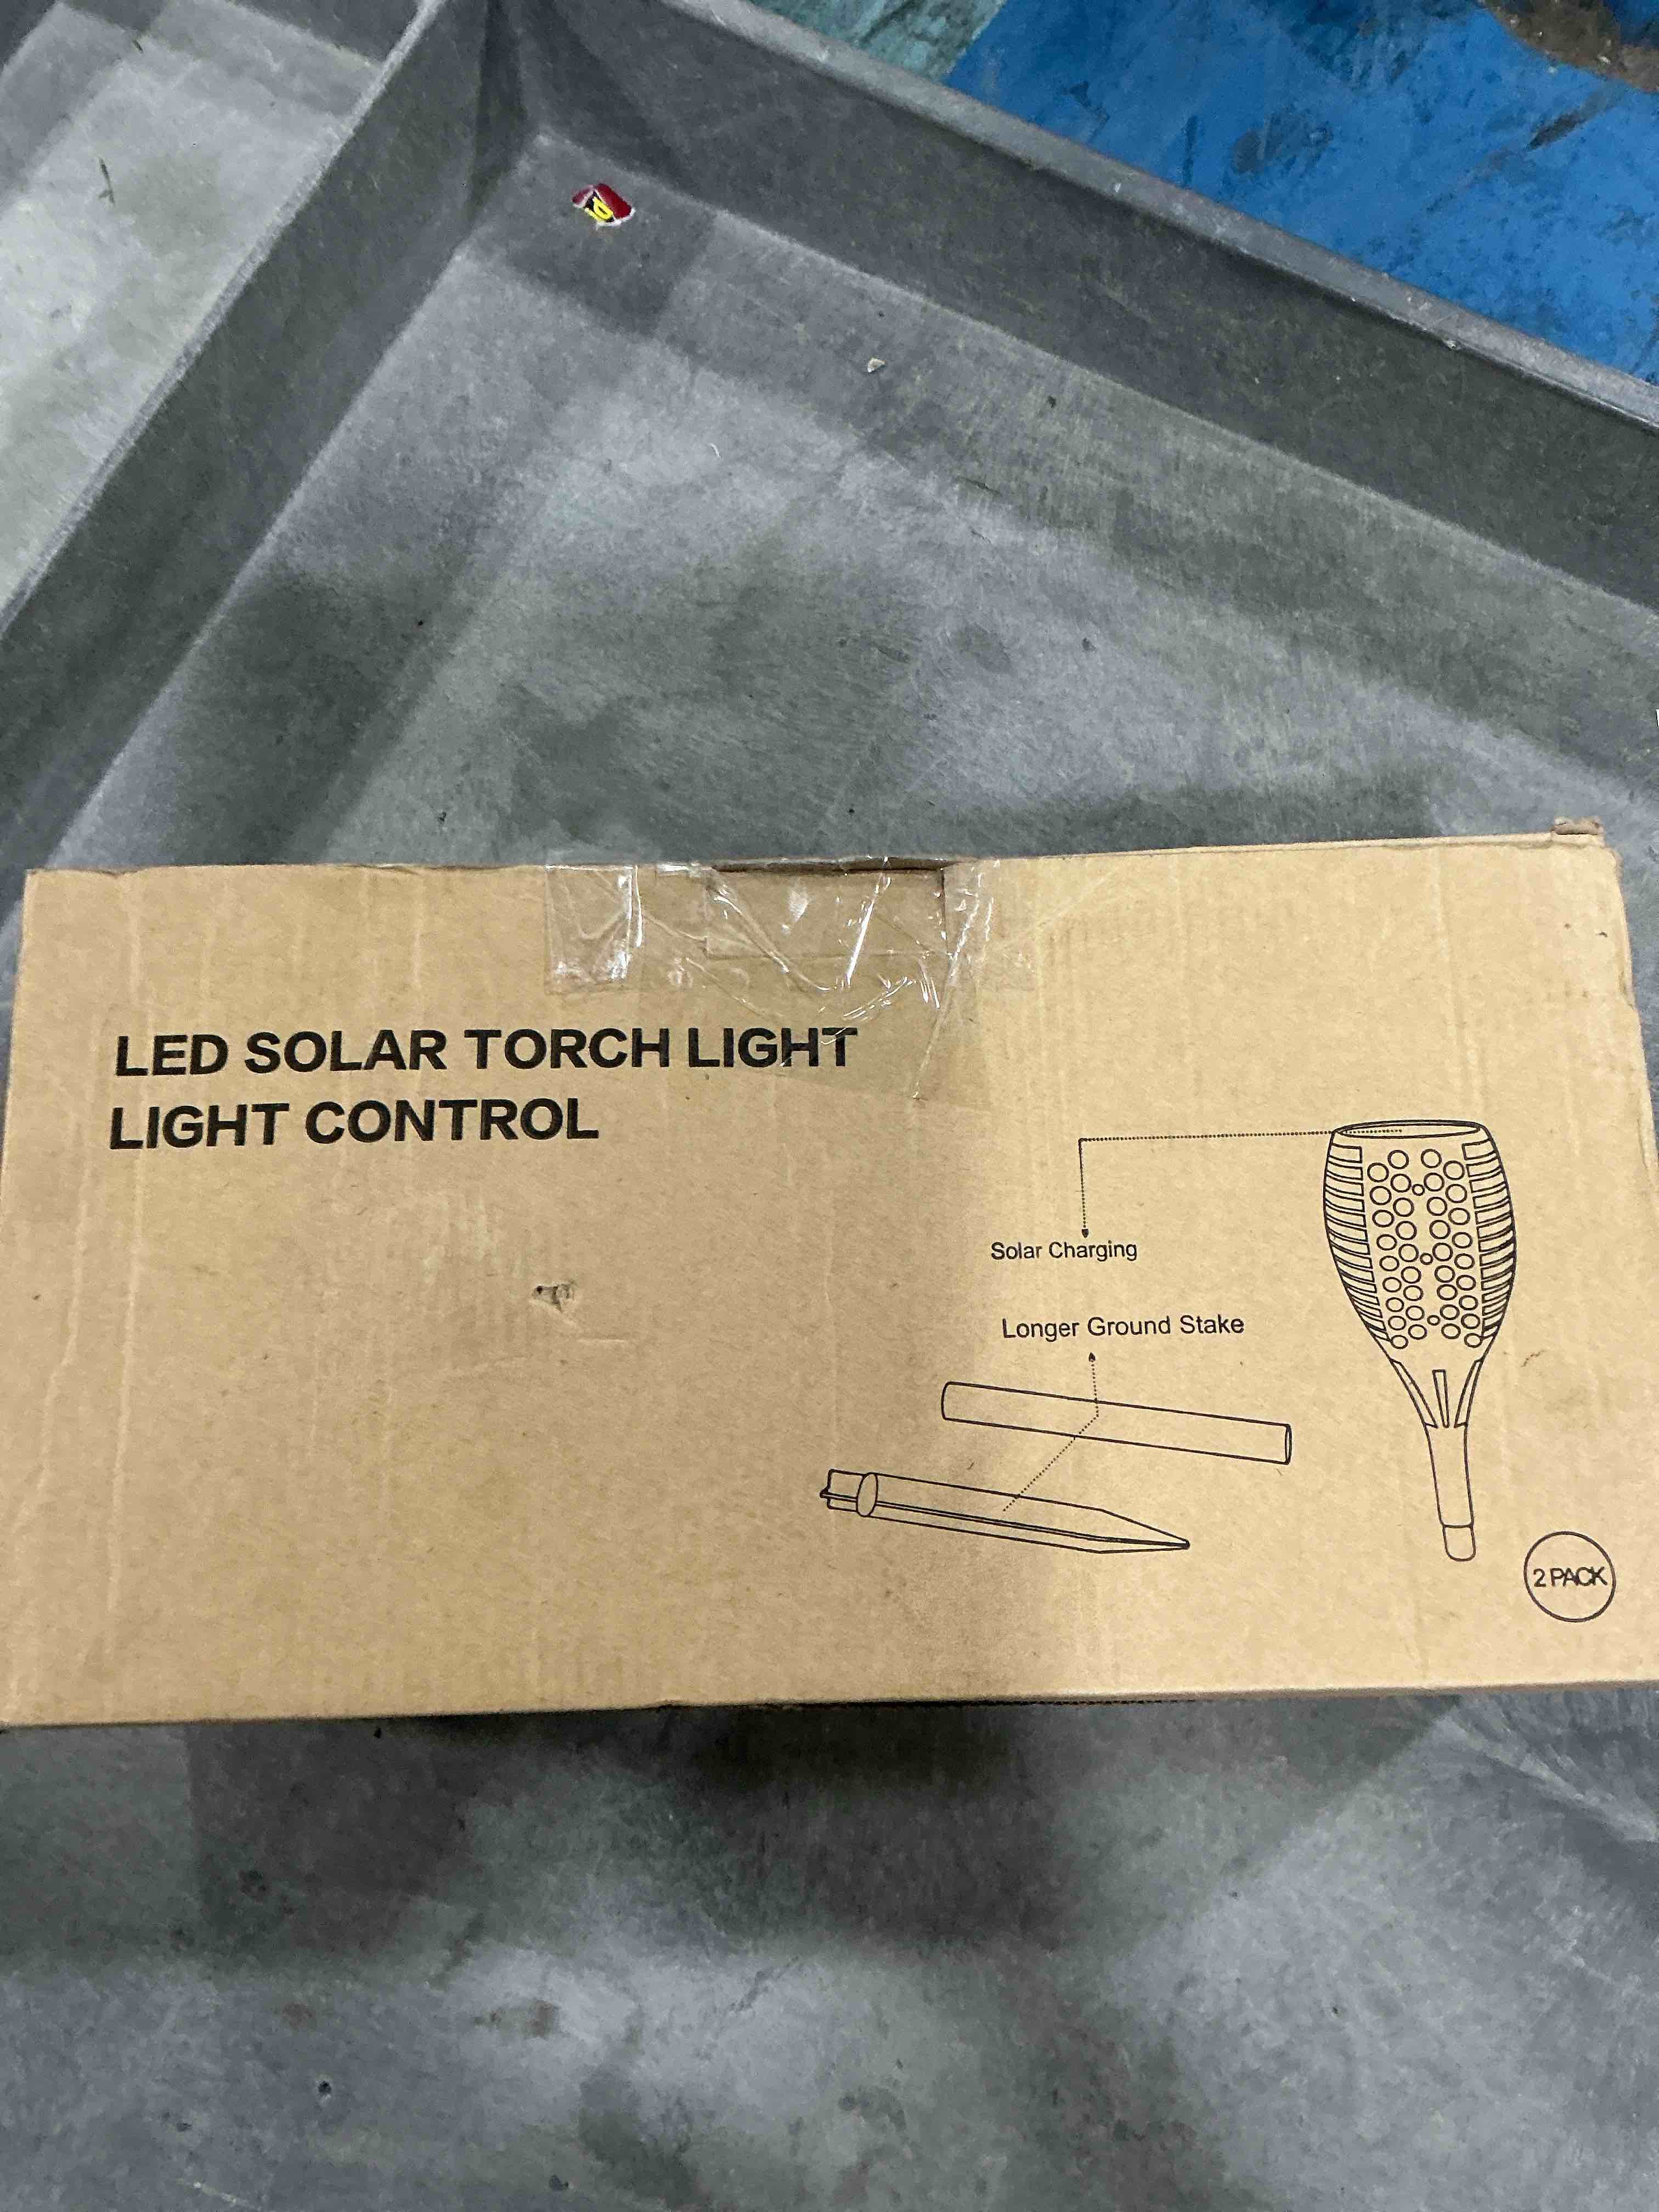 LED SOLAR TORCH LIGHT
LIGHT CONTROL
Solar Charging
Longer Ground Stake
2 PACK